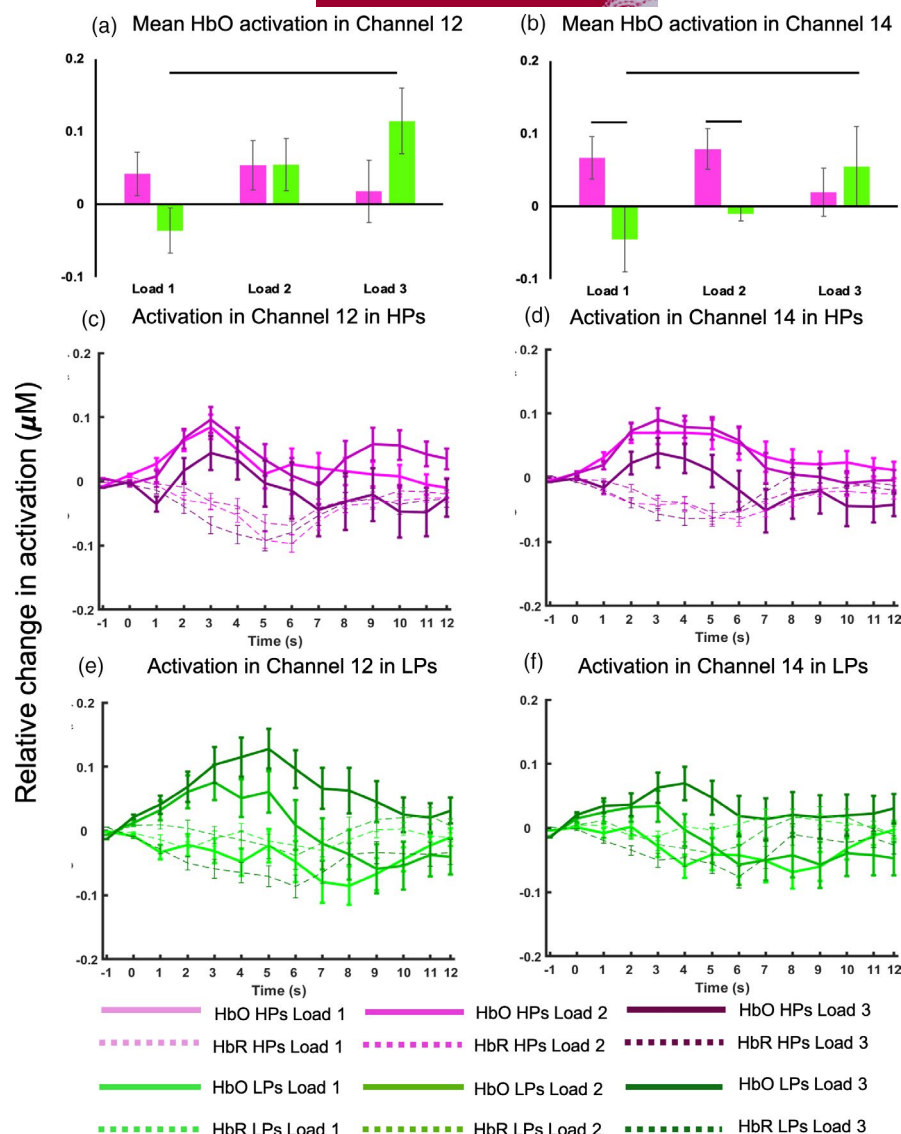 (a) Mean HbO activation in Channel 12
(b) Mean HbO activation in Channel 14
0.2
0.1
0
-0.1
Load 1 Load 2 Load 3
0.2
0.1
0
-0.1
Load 1 Load 2 Load 3
Relative change in activation (μM)
(c) Activation in Channel 12 in HPs
0.2
0.1
0
-0.1
-0.2
-1 0 1 2 3 4 5 6 7 8 9 10 11 12
Time (s)
(d) Activation in Channel 14 in HPs
0.2
0.1
0
-0.1
-0.2
-1 0 1 2 3 4 5 6 7 8 9 10 11 12
Time (s)
(e) Activation in Channel 12 in LPs
0.2
0.1
0
-0.1
-0.2
-1 0 1 2 3 4 5 6 7 8 9 10 11 12
Time (s)
(f) Activation in Channel 14 in LPs
0.2
0.1
0
-0.1
-0.2
-1 0 1 2 3 4 5 6 7 8 9 10 11 12
Time (s)
HbO HPs Load 1 HbO HPs Load 2 HbO HPs Load 3
HbR HPs Load 1 HbR HPs Load 2 HbR HPs Load 3
HbO LPs Load 1 HbO LPs Load 2 HbO LPs Load 3
HbR LPs Load 1 HbR LPs Load 2 HbR LPs Load 3